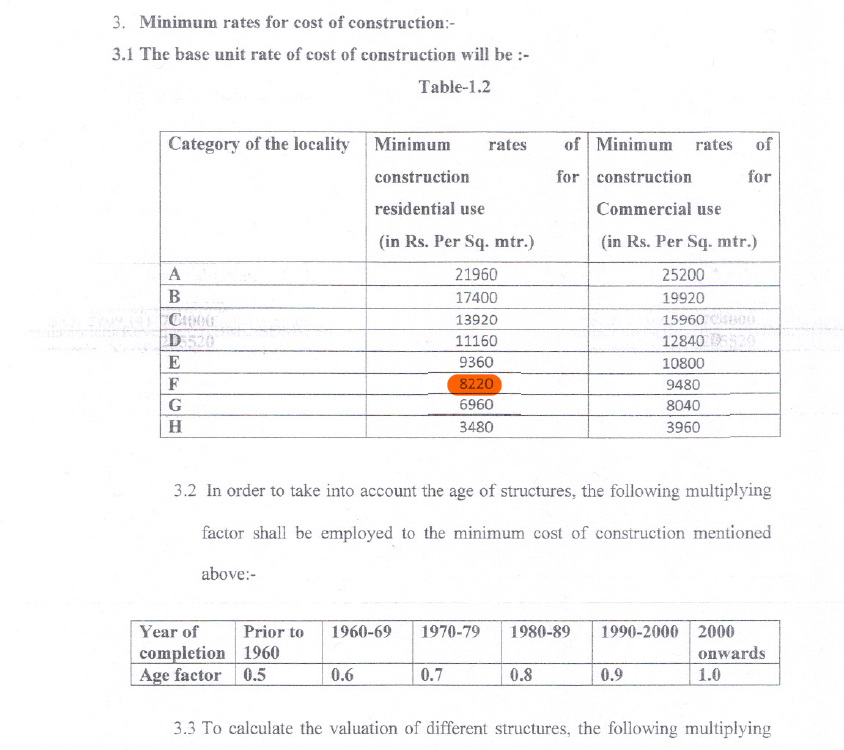 3. Minimum rates for cost of construction:-
3.1 The base unit rate of cost of construction will be :-
Table-1.2
Category of the locality Minimum rates of construction for residential use (in Rs. Per Sq. mtr.) Minimum rates of construction for Commercial use (in Rs. Per Sq. mtr.)
A 21960 25200
B 17400 19920
C 13920 15960
D 11160 12840
E 9360 10800
F 8220 9480
G 6960 8040
H 3480 3960
3.2 In order to take into account the age of structures, the following multiplying
factor shall be employed to the minimum cost of construction mentioned
above:-
Year of completion Prior to 1960 1960-69 1970-79 1980-89 1990-2000 2000 onwards
Age factor 0.5 0.6 0.7 0.8 0.9 1.0
3.3 To calculate the valuation of different structures, the following multiplying